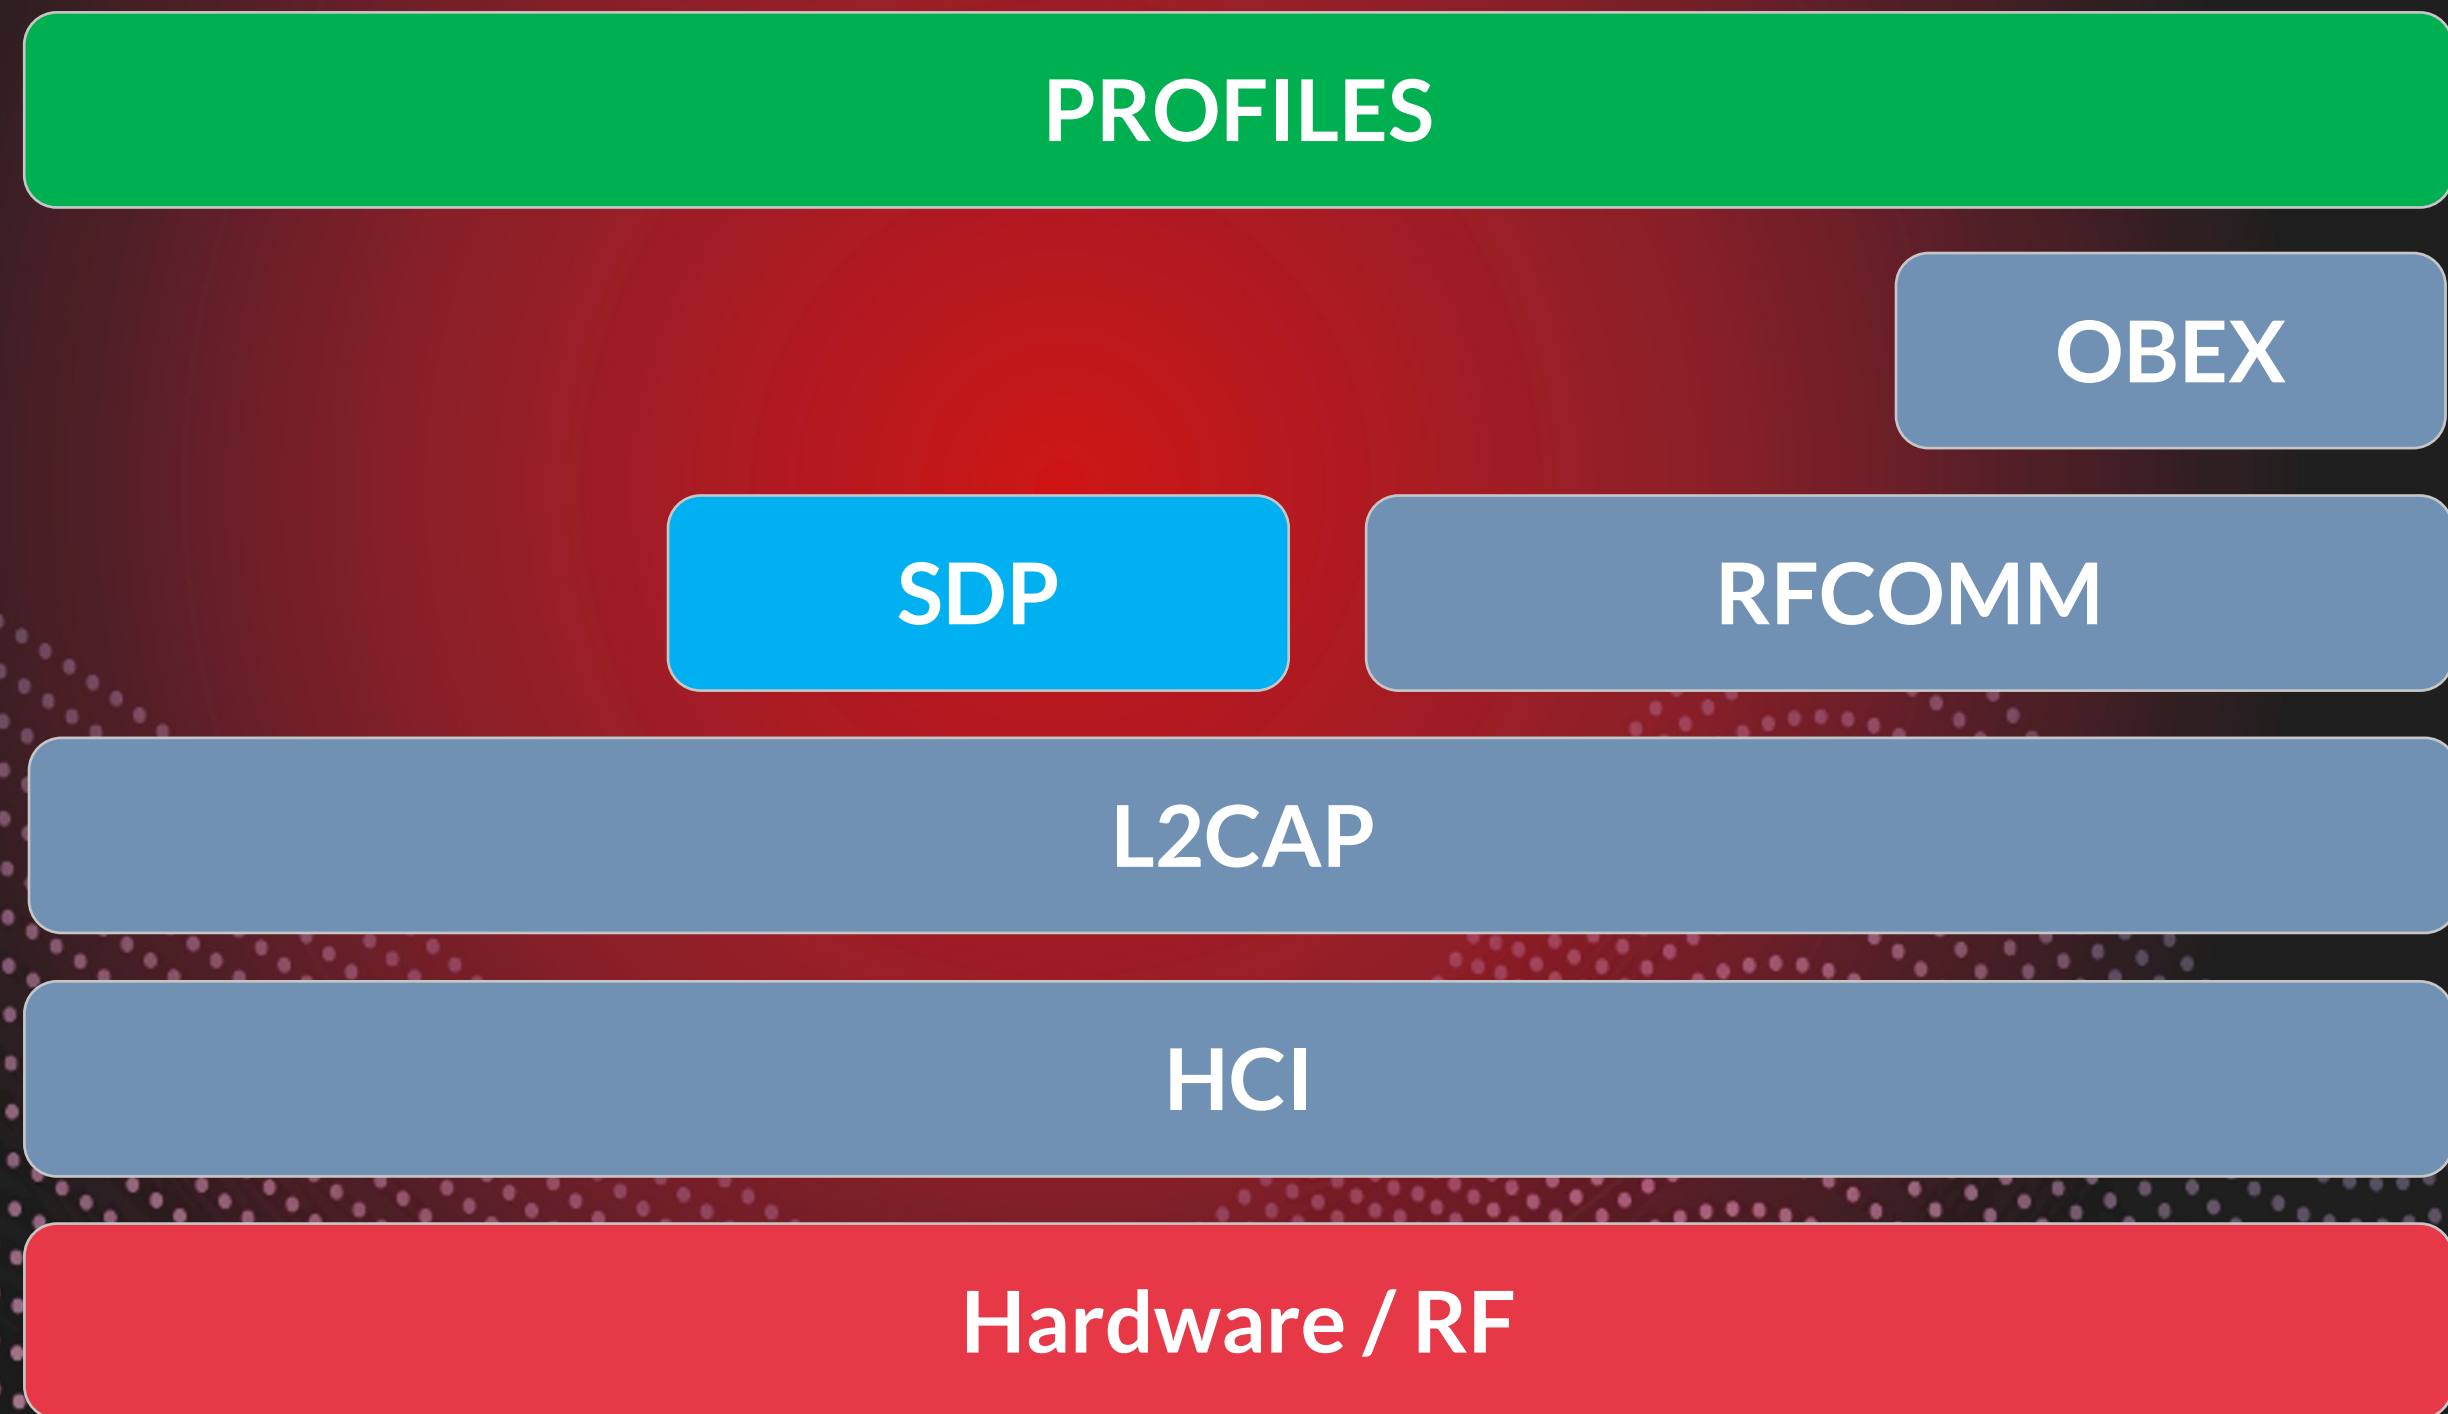 PROFILES
OBEX
SDP
RFCOMM
L2CAP
HCI
Hardware / RF